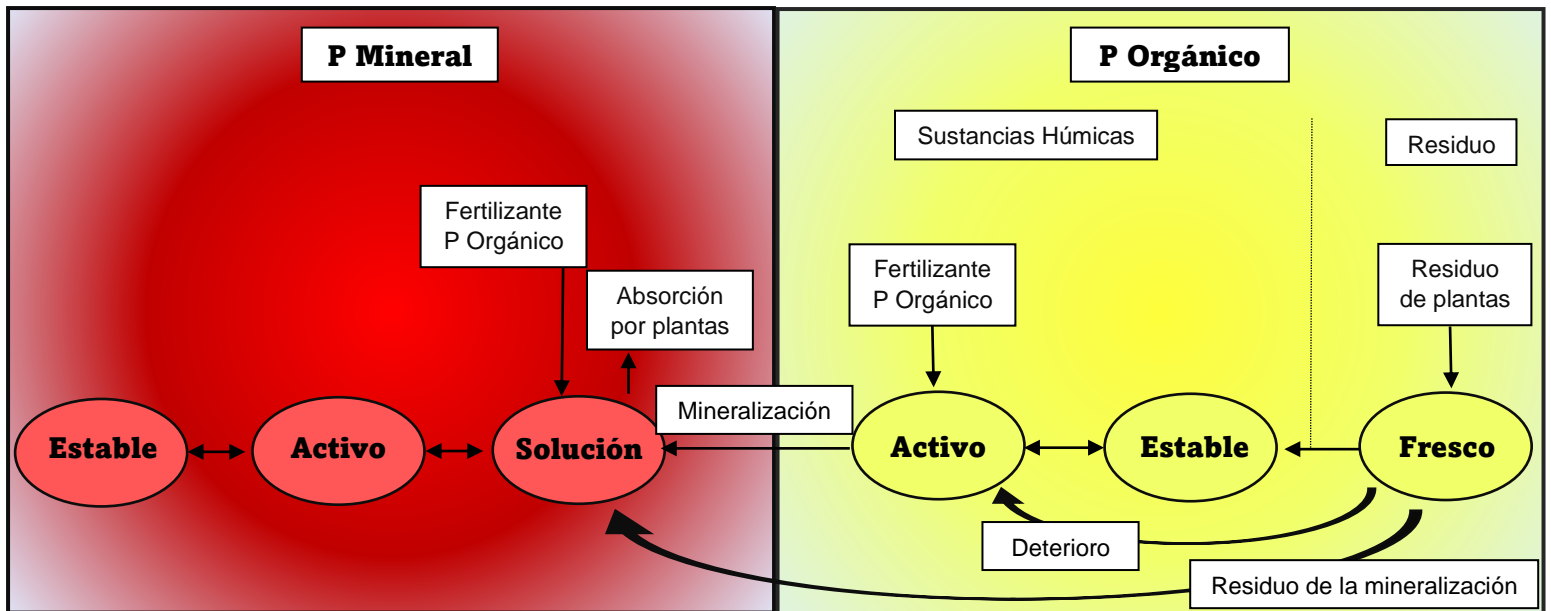 P Mineral
Fertilizante
P Orgánico
Absorción
por plantas
Estable
Activo
Solución
Mineralización
P Orgánico
Sustancias Húmicas
Residuo
Fertilizante
P Orgánico
Residuo
de plantas
Activo
Estable
Fresco
Deterioro
Residuo de la mineralización